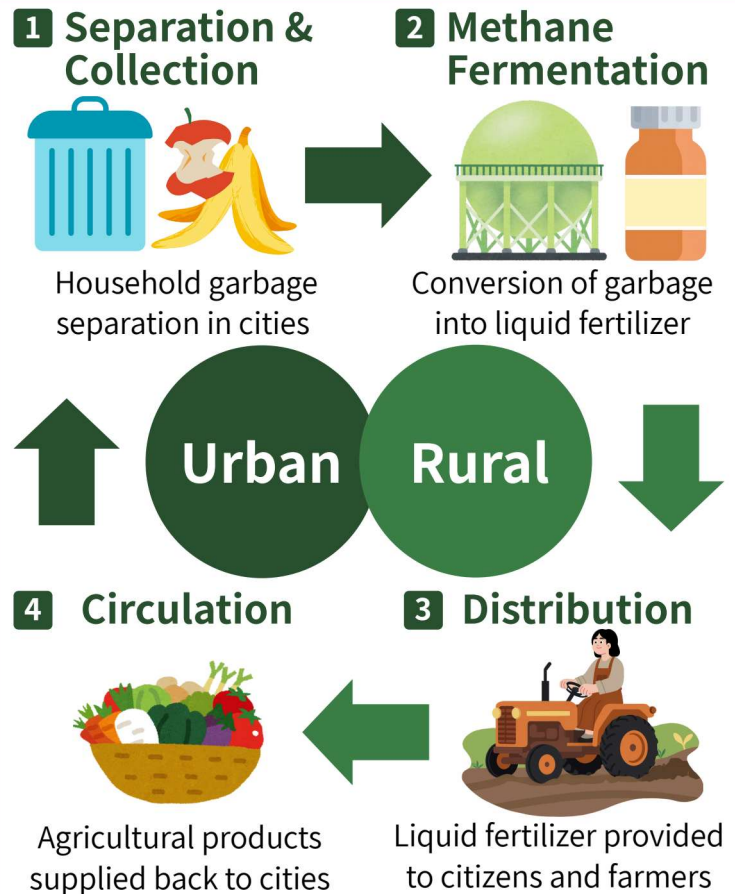 1 Separation &
Collection
2 Methane
Fermentation
Household garbage
separation in cities
Conversion of garbage
into liquid fertilizer
Urban
Rural
4 Circulation
3 Distribution
Agricultural products
supplied back to cities
Liquid fertilizer provided
to citizens and farmers